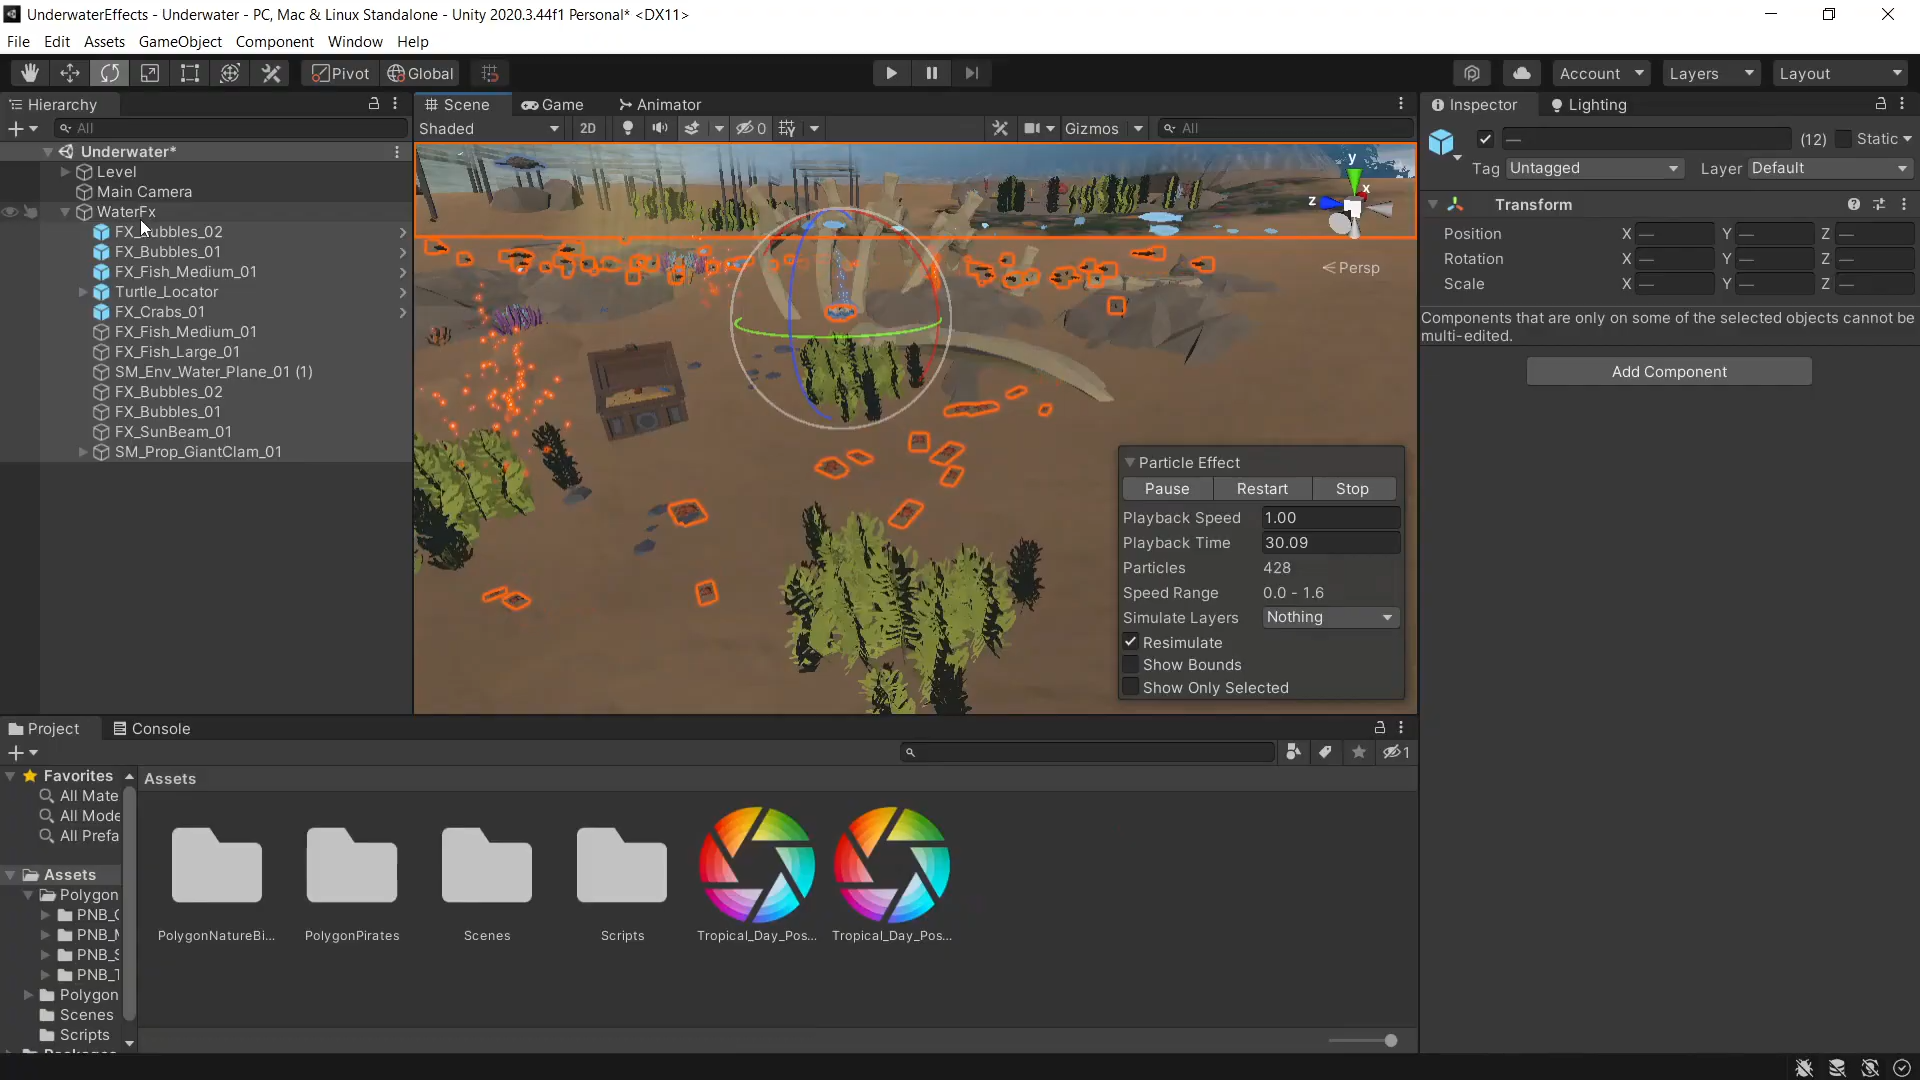 UnderwaterEffects - Underwater - PC, Mac & Linux Standalone - Unity 2020.3.44f1 Personal* <DX11>
File Edit Assets GameObject Component Window Help
Pivot Global Account Layers Layout
Hierarchy
All
Underwater*
Level
Main Camera
WaterFx
FX_Bubbles_02
FX_Bubbles_01
FX_Fish_Medium_01
Turtle_Locator
FX_Crabs_01
FX_Fish_Medium_01
FX_Fish_Large_01
SM_Env_Water_Plane_01 (1)
FX_Bubbles_02
FX_Bubbles_01
FX_SunBeam_01
SM_Prop_GiantClam_01
Scene Game Animator
Shaded 2D 0 Gizmos All
y
x
z
Persp
Particle Effect
Pause Restart Stop
Playback Speed 1.00
Playback Time 30.09
Particles 428
Speed Range 0.0 - 1.6
Simulate Layers Nothing
Resimulate
Show Bounds
Show Only Selected
Inspector Lighting
— (12) Static
Tag Untagged Layer Default
Transform
Position X — Y — Z —
Rotation X — Y — Z —
Scale X — Y — Z —
Components that are only on some of the selected objects cannot be
multi-edited.
Add Component
Project Console
1
Favorites
All Mate
All Mode
All Prefa
Assets
Polygon
PNB_
PNB_
PNB_
PNB_
Polygon
Scenes
Scripts
Assets
PolygonNatureBi... PolygonPirates Scenes Scripts Tropical_Day_Pos... Tropical_Day_Pos...